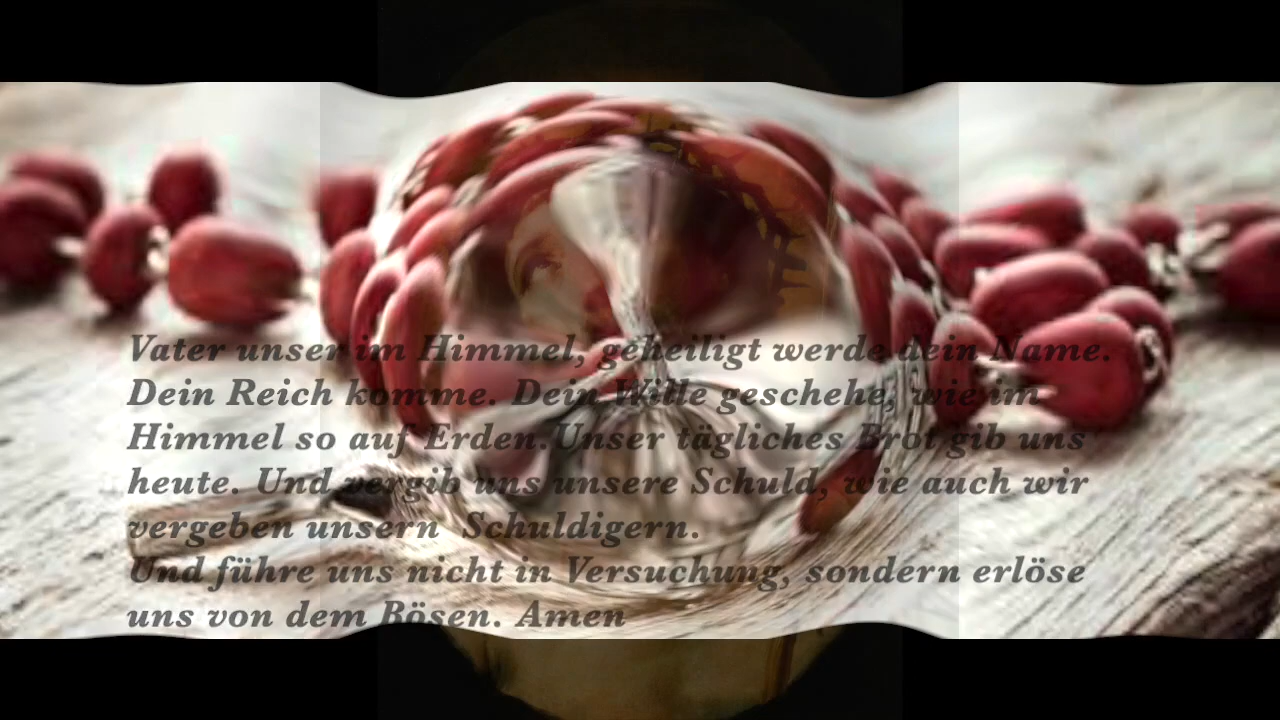 Vater unser im Himmel, geheiligt werde dein Name.
Dein Reich komme. Dein Wille geschehe, wie im
Himmel so auf Erden.Unser tägliches Brot gib uns
heute. Und vergib uns unsere Schuld, wie auch wir
vergeben unsern Schuldigern.
Und führe uns nicht in Versuchung, sondern erlöse
uns von dem Bösen. Amen